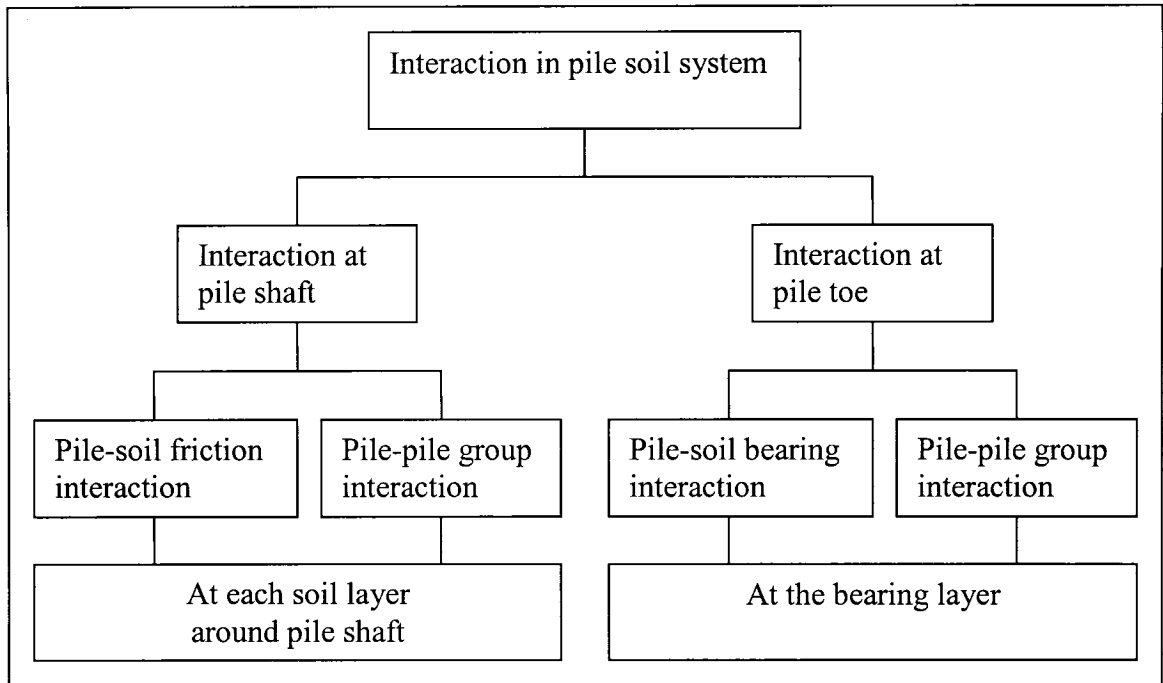 Interaction in pile soil system
Interaction at
pile shaft
Interaction at
pile toe
Pile-soil friction
interaction
Pile-pile group
interaction
Pile-soil bearing
interaction
Pile-pile group
interaction
At each soil layer
around pile shaft
At the bearing layer